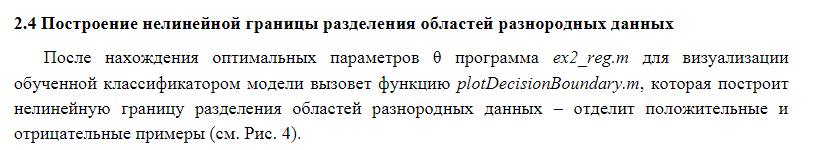 2.4 Построение нелинейной границы разделения областей разнородных данных
После нахождения оптимальных параметров θ программа ex2_reg.m для визуализации
обученной классификатором модели вызовет функцию plotDecisionBoundary.m, которая построит
нелинейную границу разделения областей разнородных данных – отделит положительные и
отрицательные примеры (см. Рис. 4).